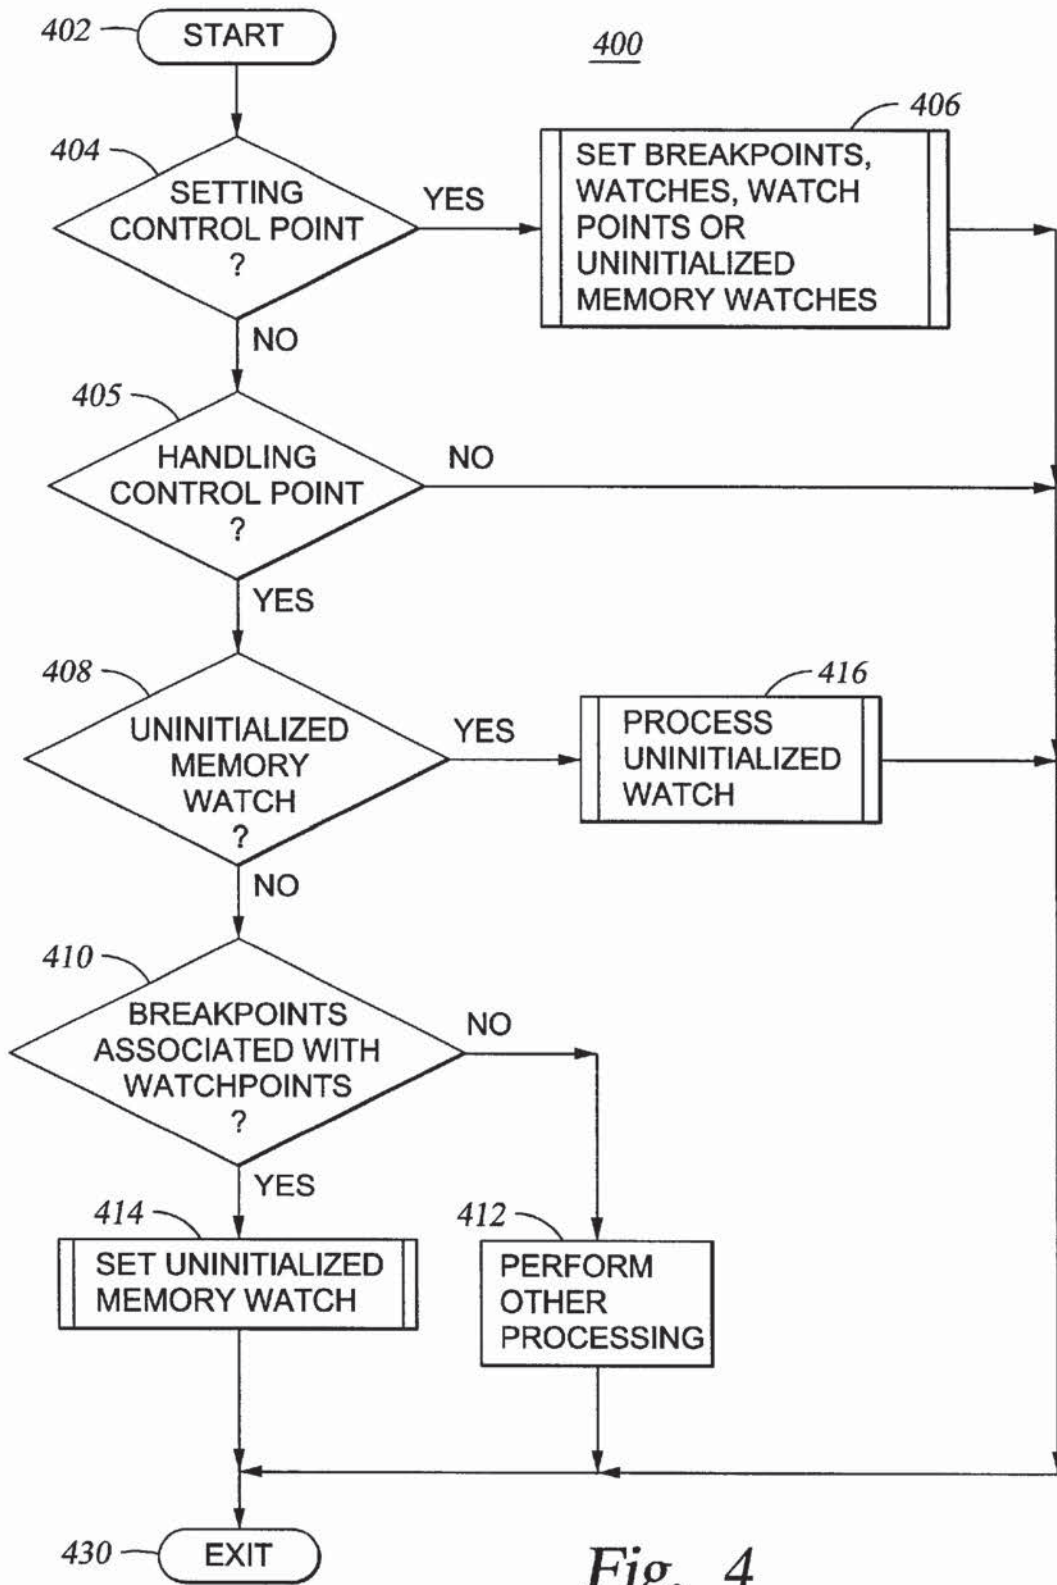 402
START
400
406
404
SETTING
CONTROL POINT
?
YES
SET BREAKPOINTS,
WATCHES, WATCH
POINTS OR
UNINITIALIZED
MEMORY WATCHES
NO
405
HANDLING
CONTROL POINT
?
NO
YES
408
UNINITIALIZED
MEMORY
WATCH
?
YES
416
PROCESS
UNINITIALIZED
WATCH
NO
410
BREAKPOINTS
ASSOCIATED WITH
WATCHPOINTS
?
NO
YES
414
SET UNINITIALIZED
MEMORY WATCH
412
PERFORM
OTHER
PROCESSING
430
EXIT
Fig. 4